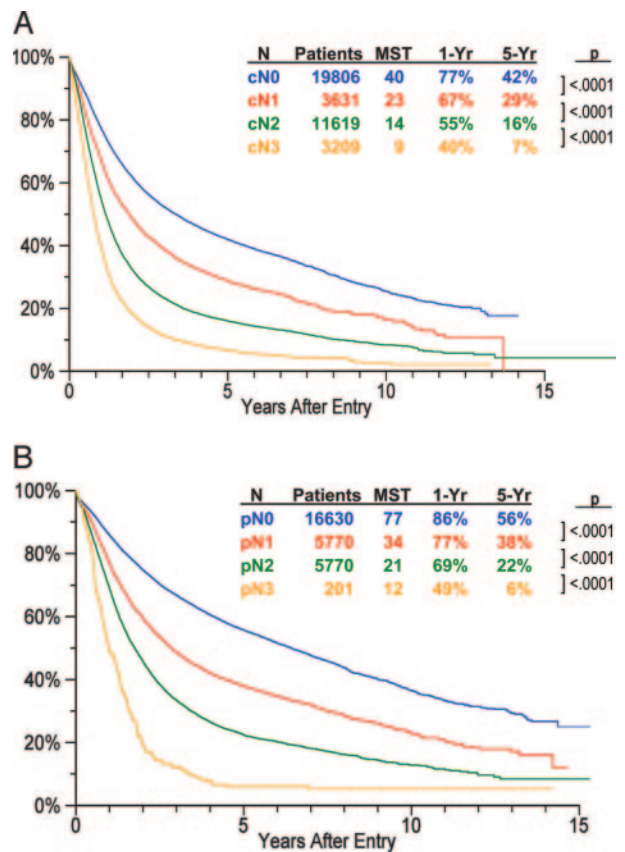 A
N Patients MST 1-Yr 5-Yr p
cN0 19806 40 77% 42%
cN1 3631 23 67% 29%
cN2 11619 14 55% 16%
cN3 3209 9 40% 7%
] <.0001
] <.0001
] <.0001
100%
80%
60%
40%
20%
0%
0 5 10 15
Years After Entry
B
N Patients MST 1-Yr 5-Yr p
pN0 16630 77 86% 56%
pN1 5770 34 77% 38%
pN2 5770 21 69% 22%
pN3 201 12 49% 6%
] <.0001
] <.0001
] <.0001
100%
80%
60%
40%
20%
0%
0 5 10 15
Years After Entry